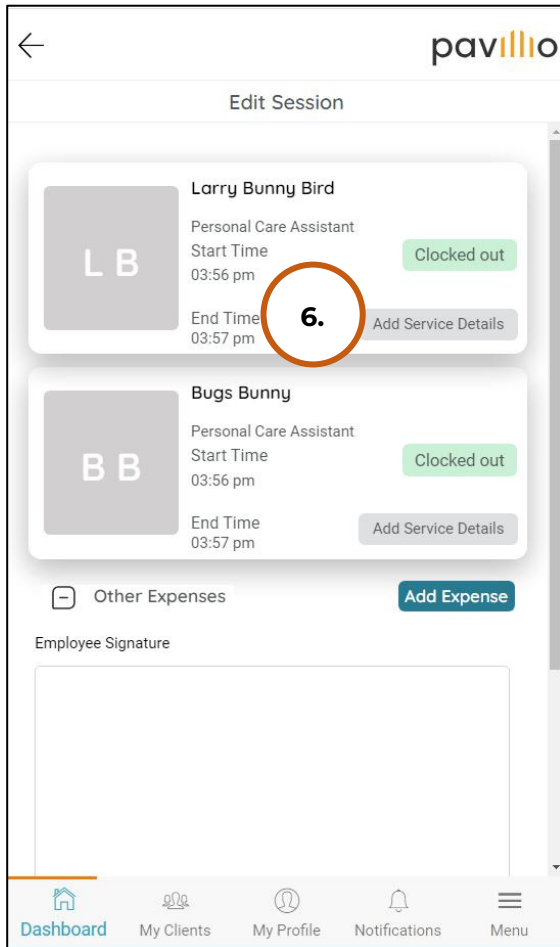 pavillio
Edit Session
Larry Bunny Bird
L B
Personal Care Assistant
Start Time
03:56 pm
Clocked out
End Time
03:57 pm
6.
Add Service Details
Bugs Bunny
B B
Personal Care Assistant
Start Time
03:56 pm
Clocked out
End Time
03:57 pm
Add Service Details
Other Expenses
Add Expense
Employee Signature
Dashboard
My Clients
My Profile
Notifications
Menu